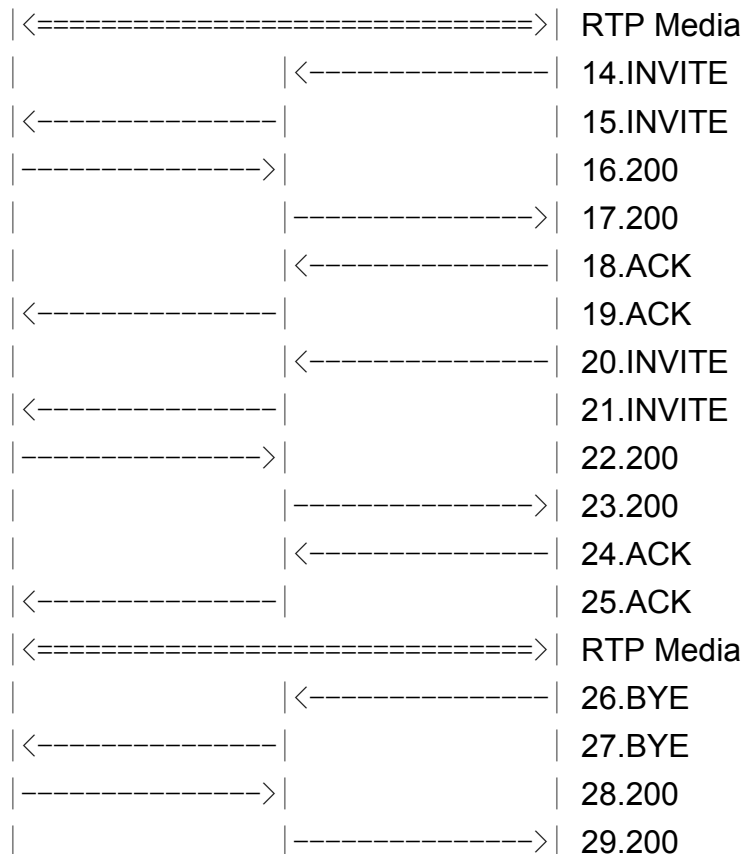 |<==============================>| RTP Media
|               |<---------------| 14.INVITE
|<--------------|                | 15.INVITE
|-------------->|                | 16.200
|               |--------------->| 17.200
|               |<---------------| 18.ACK
|<--------------|                | 19.ACK
|               |<---------------| 20.INVITE
|<--------------|                | 21.INVITE
|-------------->|                | 22.200
|               |--------------->| 23.200
|               |<---------------| 24.ACK
|<--------------|                | 25.ACK
|<==============================>| RTP Media
|               |<---------------| 26.BYE
|<--------------|                | 27.BYE
|-------------->|                | 28.200
|               |--------------->| 29.200